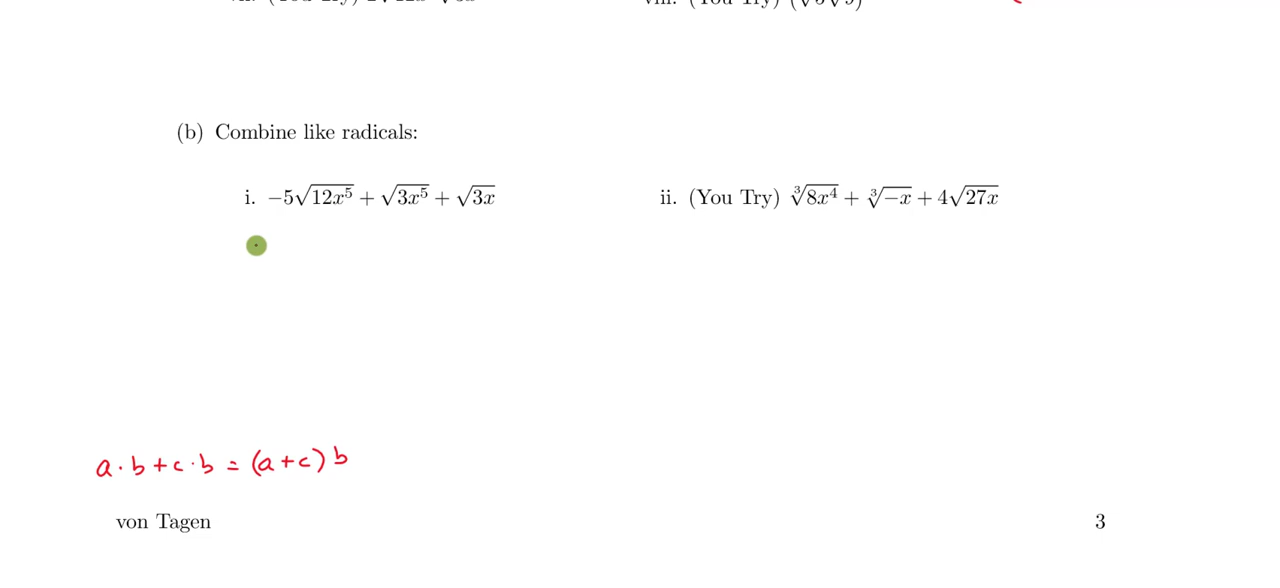 (b) Combine like radicals:
i. −5√(12x⁵) + √(3x⁵) + √(3x)
ii. (You Try) ∛(8x⁴) + ∛(−x) + 4√(27x)
a·b+c·b = (a+c)b
von Tagen
3